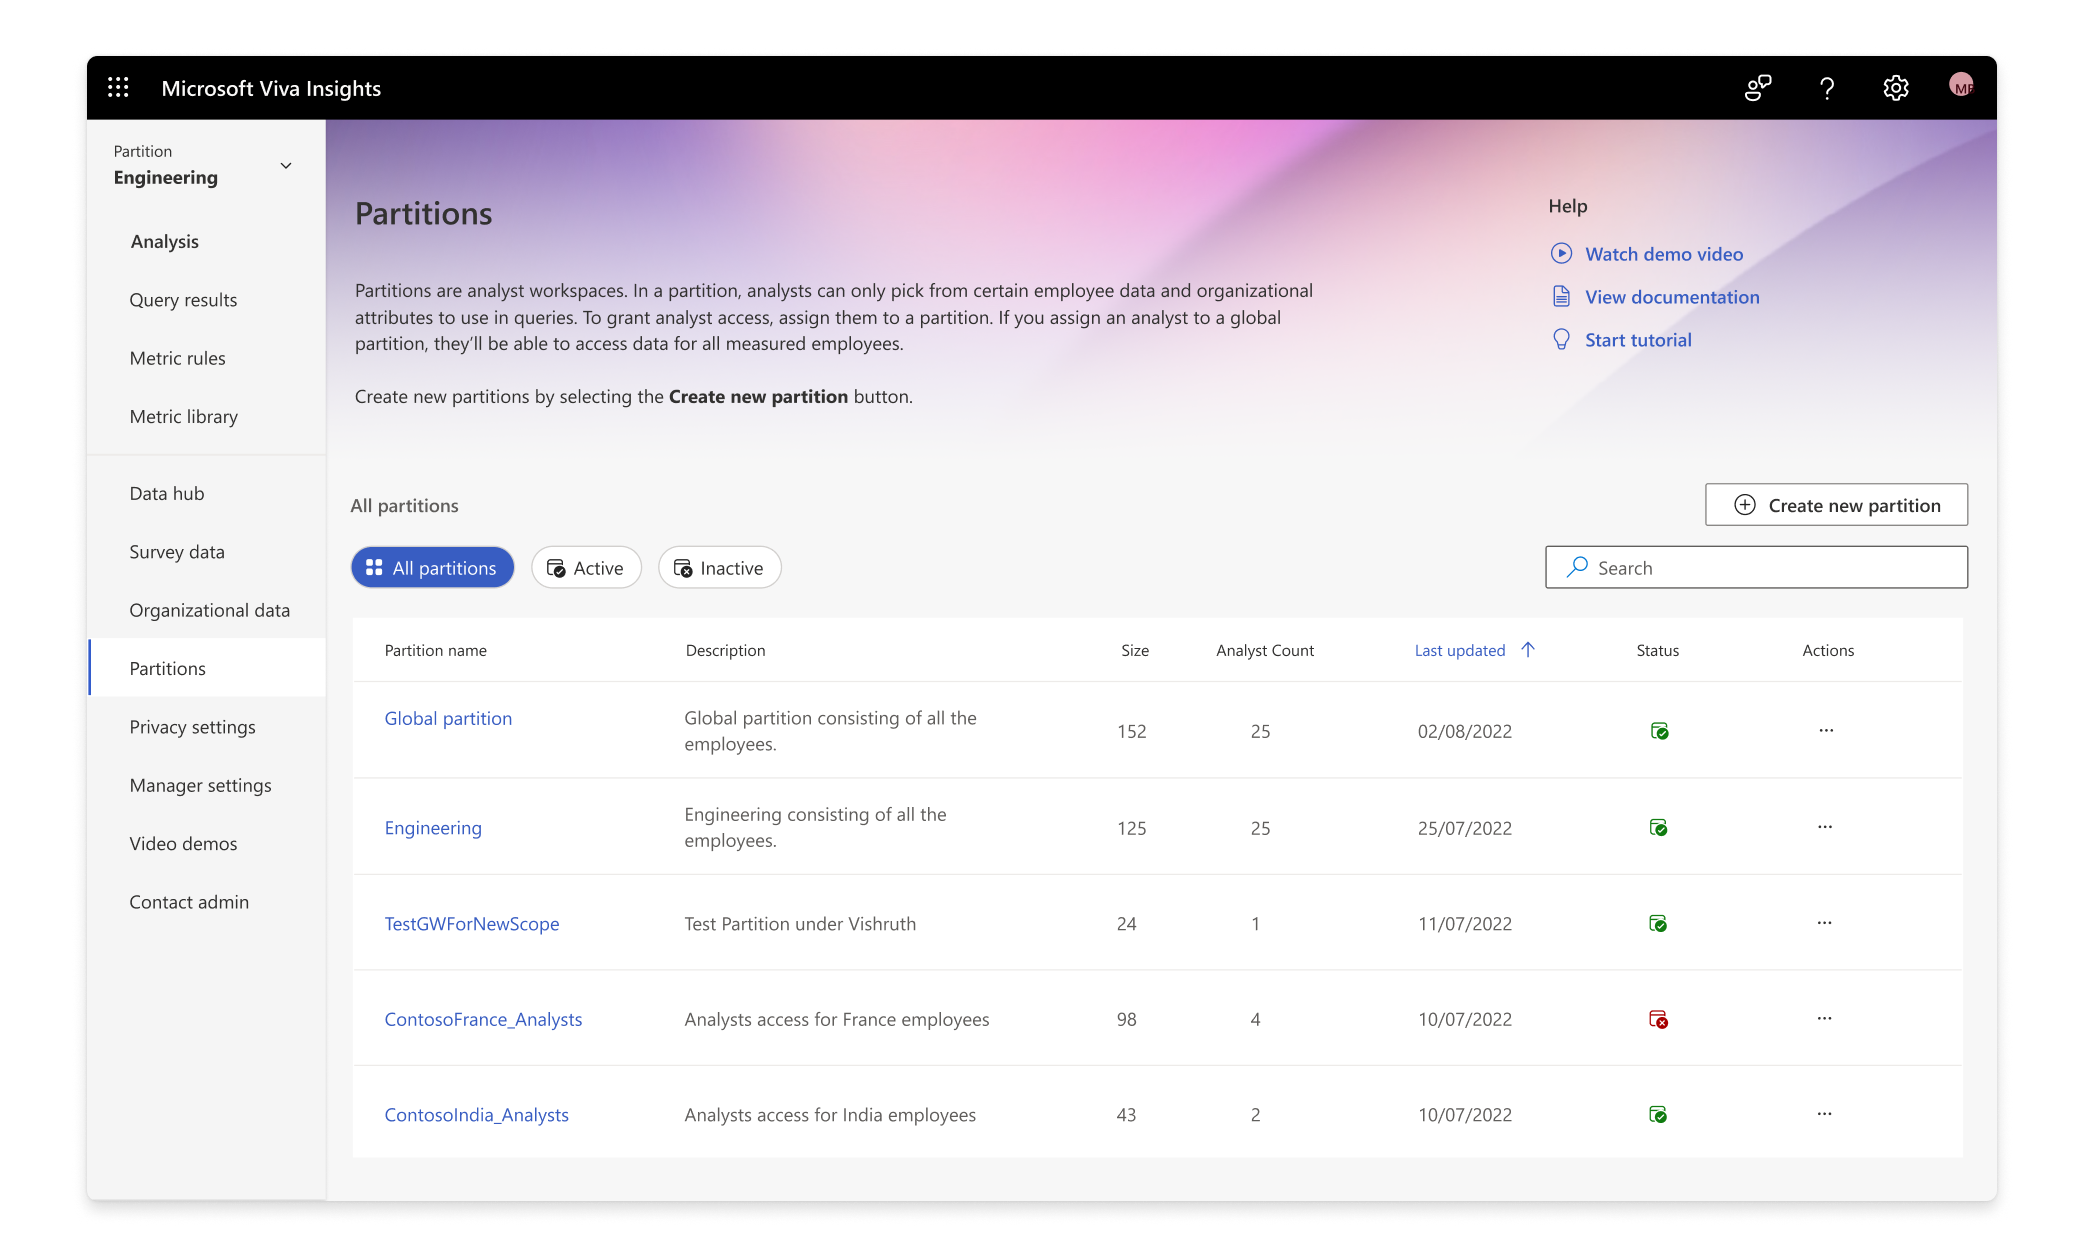 Microsoft Viva Insights
Partition
Engineering
Analysis
Query results
Metric rules
Metric library
Data hub
Survey data
Organizational data
Partitions
Privacy settings
Manager settings
Video demos
Contact admin
Partitions
Partitions are analyst workspaces. In a partition, analysts can only pick from certain employee data and organizational
attributes to use in queries. To grant analyst access, assign them to a partition. If you assign an analyst to a global
partition, they'll be able to access data for all measured employees.
Create new partitions by selecting the Create new partition button.
Help
Watch demo video
View documentation
Start tutorial
All partitions
Create new partition
All partitions Active Inactive
Search
Partition name Description Size Analyst Count Last updated Status Actions
Global partition Global partition consisting of all the 152 25 02/08/2022
employees.
Engineering Engineering consisting of all the 125 25 25/07/2022
employees.
TestGWForNewScope Test Partition under Vishruth 24 1 11/07/2022
ContosoFrance_Analysts Analysts access for France employees 98 4 10/07/2022
ContosoIndia_Analysts Analysts access for India employees 43 2 10/07/2022